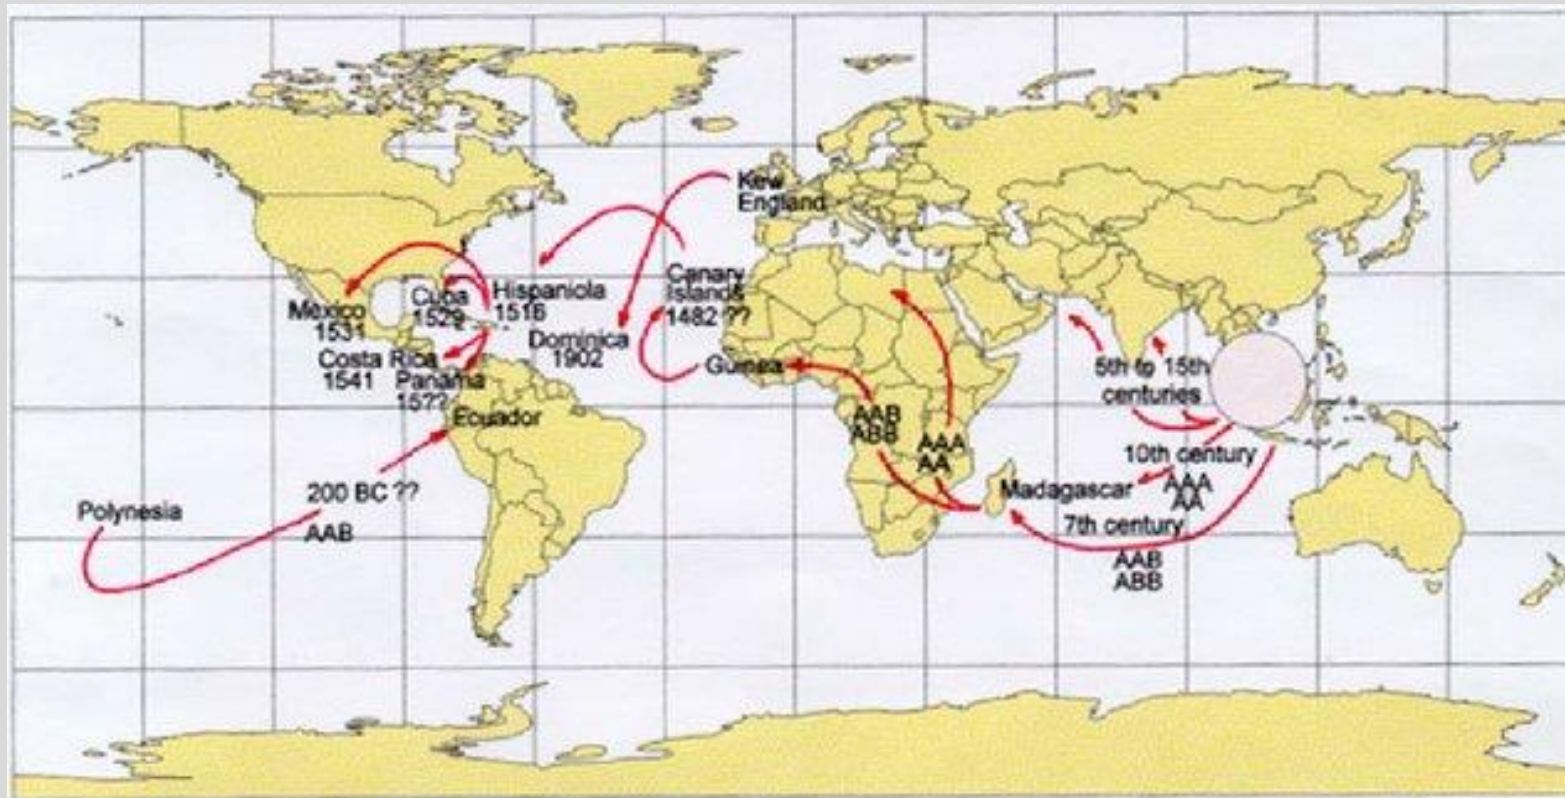 Kew
England
Canary
Islands
1482 ??
Hispaniola
1516
Cuba
1529
Mexico
1531
Dominica
1902
Costa Rica
1541
Panama
15??
Guinea
Ecuador
5th to 15th
centuries
AAB
ABB
AAA
AA
10th century
AAA
AA
Madagascar
7th century
AAB
ABB
200 BC ??
AAB
Polynesia